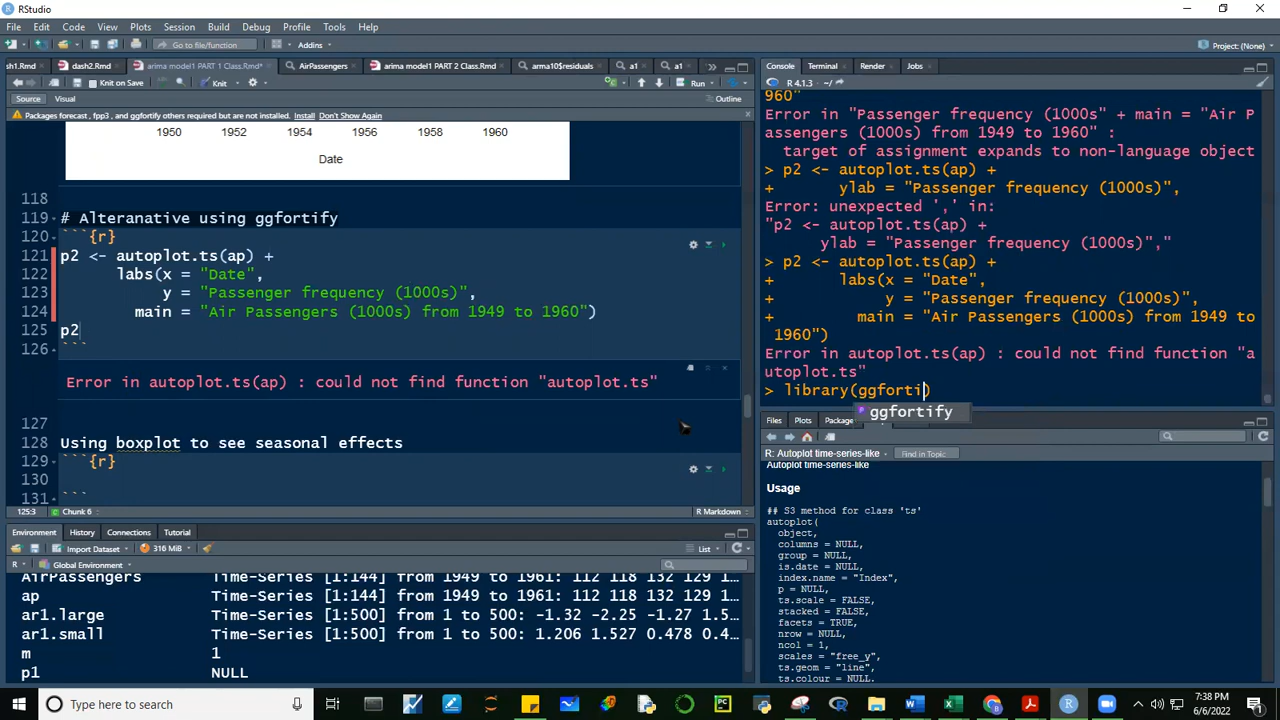 RStudio
File Edit Code View Plots Session Build Debug Profile Tools Help
Go to file/function Addins Project: (None)
sh1.Rmd dash2.Rmd arima model1 PART 1 Class.Rmd* AirPassengers arima model1 PART 2 Class.Rmd arma10$residuals a1 a1
Knit on Save Knit Run
Source Visual Outline
Packages forecast, fpp3 , and ggfortify others required but are not installed. Install Don't Show Again
1950 1952 1954 1956 1958 1960
Date
118
119 # Alteranative using ggfortify
120 ```{r}
121 p2 <- autoplot.ts(ap) +
122 labs(x = "Date",
123 y = "Passenger frequency (1000s)",
124 main = "Air Passengers (1000s) from 1949 to 1960")
125 p2
126 ```
Error in autoplot.ts(ap) : could not find function "autoplot.ts"
127
128 Using boxplot to see seasonal effects
129 ```{r}
130
131 ```
125:3 Chunk 6 R Markdown
Environment History Connections Tutorial
Import Dataset 316 MiB List
R Global Environment
AirPassengers Time-Series [1:144] from 1949 to 1961: 112 118 132 129 1…
ap Time-Series [1:144] from 1949 to 1961: 112 118 132 129 1…
ar1.large Time-Series [1:500] from 1 to 500: -1.32 -2.25 -1.27 1.5…
ar1.small Time-Series [1:500] from 1 to 500: 1.206 1.527 0.478 0.4…
m 1
p1 NULL
Console Terminal Render Jobs
R 4.1.3 · ~/
960"
Error in "Passenger frequency (1000s" + main = "Air P
assengers (1000s) from 1949 to 1960" :
target of assignment expands to non-language object
> p2 <- autoplot.ts(ap) +
+ ylab = "Passenger frequency (1000s)",
Error: unexpected ',' in:
"p2 <- autoplot.ts(ap) +
ylab = "Passenger frequency (1000s)","
> p2 <- autoplot.ts(ap) +
+ labs(x = "Date",
+ y = "Passenger frequency (1000s)",
+ main = "Air Passengers (1000s) from 1949 to
1960")
Error in autoplot.ts(ap) : could not find function "a
utoplot.ts"
> library(ggforti)
ggfortify
Files Plots Package
R: Autoplot time-series-like Find in Topic
Autoplot time-series-like
Usage
## S3 method for class 'ts'
autoplot(
object,
columns = NULL,
group = NULL,
is.date = NULL,
index.name = "Index",
p = NULL,
ts.scale = FALSE,
stacked = FALSE,
facets = TRUE,
nrow = NULL,
ncol = 1,
scales = "free_y",
ts.geom = "line",
ts.colour = NULL,
Type here to search
7:38 PM
6/6/2022